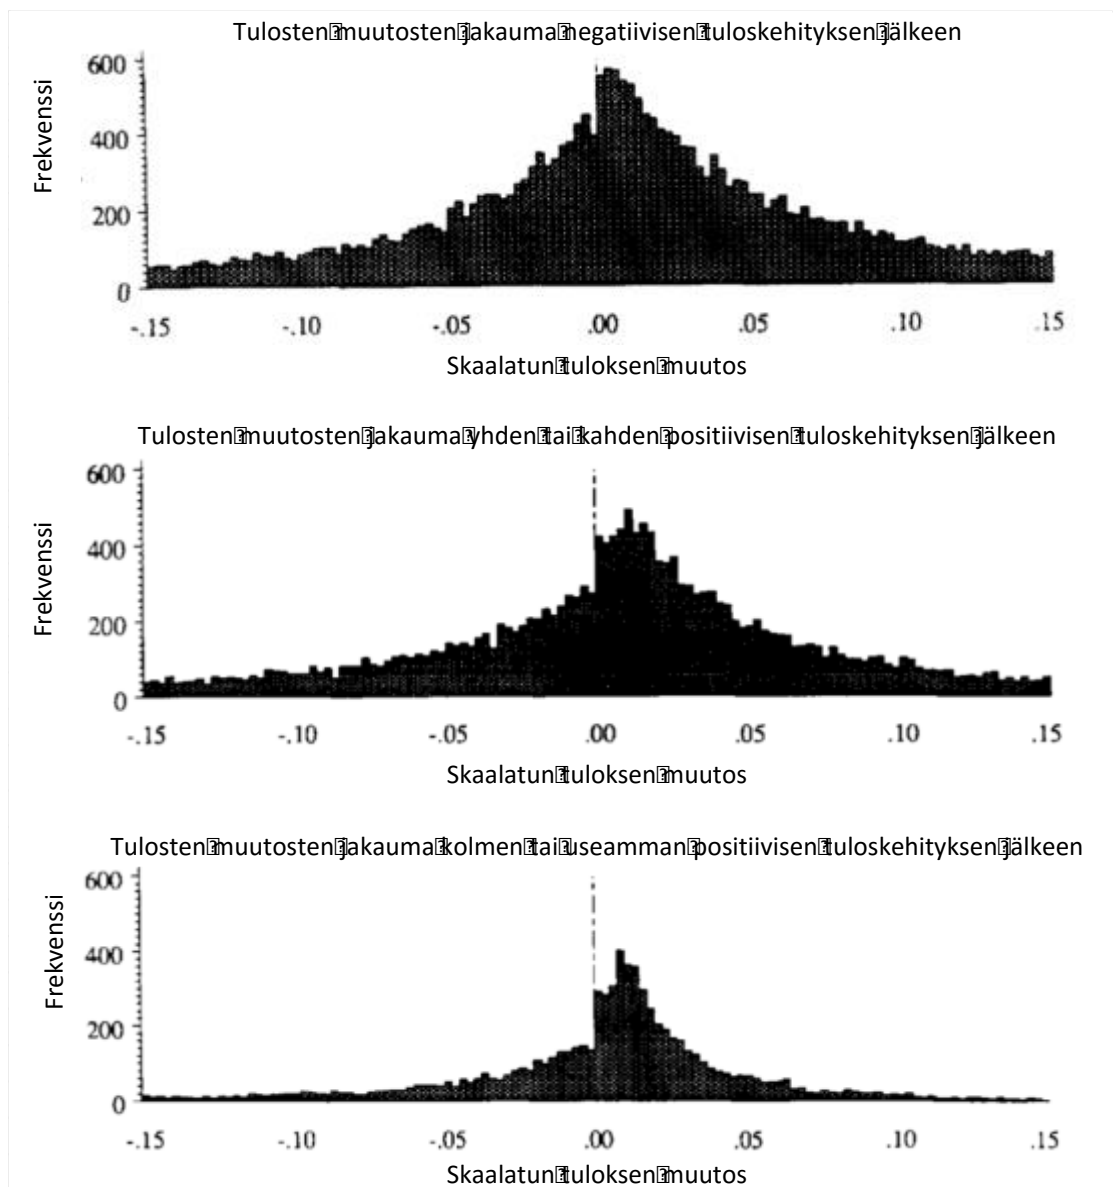 Tulosten muutosten jakauma negatiivisen tuloskehityksen jälkeen
Frekvenssi
600
400
200
0
-.15 -.10 -.05 .00 .05 .10 .15
Skaalatun tuloksen muutos
Tulosten muutosten jakauma yhden tai kahden positiivisen tuloskehityksen jälkeen
Frekvenssi
600
400
200
0
-.15 -.10 -.05 .00 .05 .10 .15
Skaalatun tuloksen muutos
Tulosten muutosten jakauma kolmen tai useamman positiivisen tuloskehityksen jälkeen
Frekvenssi
600
400
200
0
-.15 -.10 -.05 .00 .05 .10 .15
Skaalatun tuloksen muutos